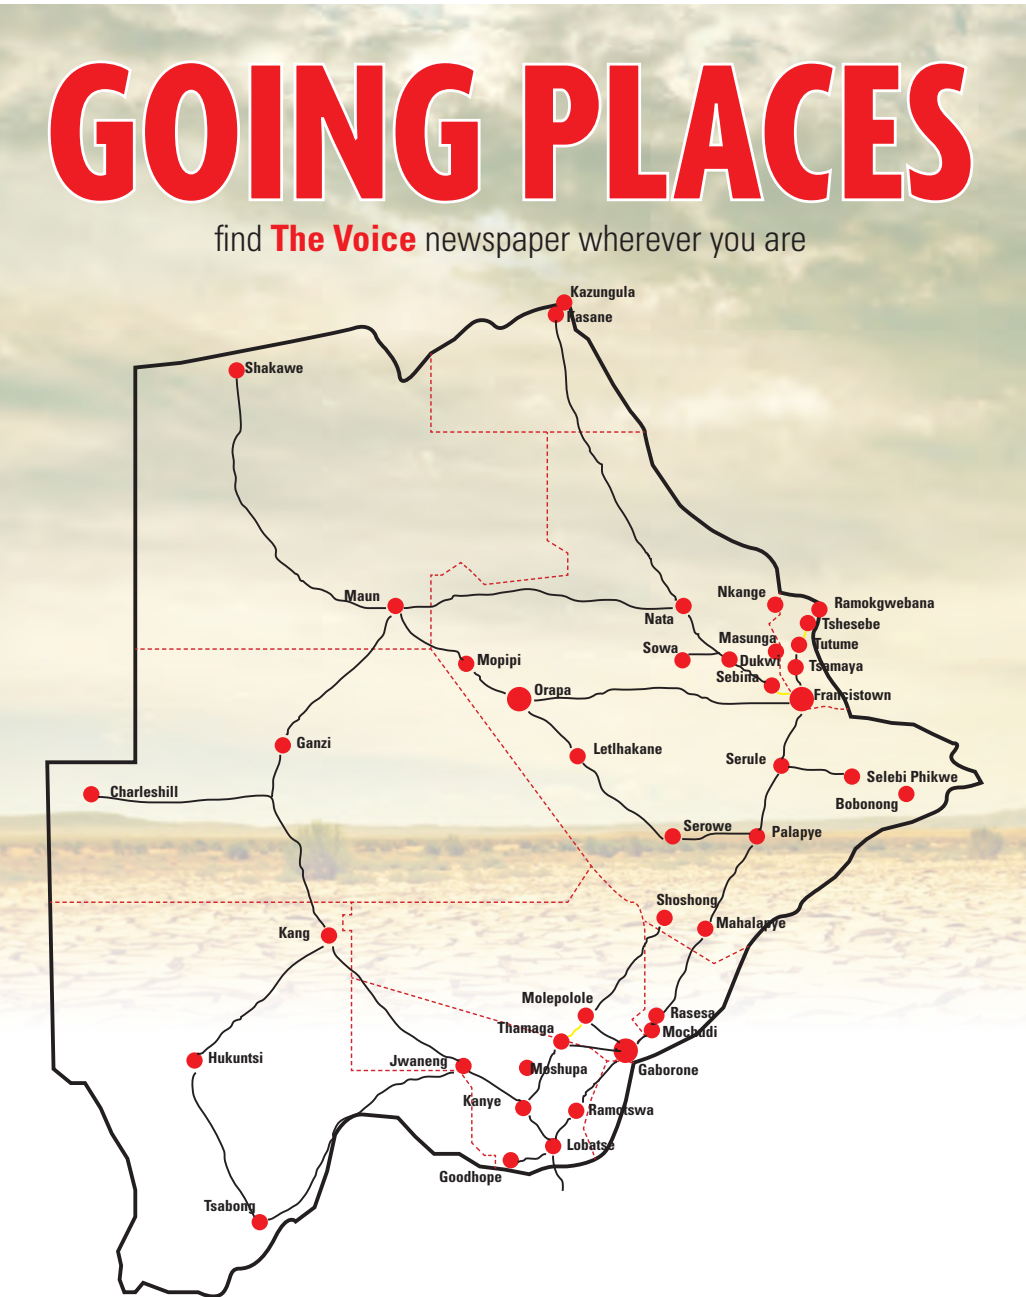 GOING PLACES
find The Voice newspaper wherever you are
Kazungula
Kasane
Shakawe
Maun
Nata
Nkange
Ramokgwebana
Tshesebe
Masunga
Tutume
Sowa
Dukwi
Tsamaya
Sebina
Mopipi
Orapa
Francistown
Ganzi
Letlhakane
Serule
Selebi Phikwe
Charleshill
Bobonong
Serowe
Palapye
Shoshong
Mahalapye
Kang
Molepolole
Rasesa
Thamaga
Mochudi
Hukuntsi
Jwaneng
Moshupa
Gaborone
Kanye
Ramotswa
Lobatse
Goodhope
Tsabong